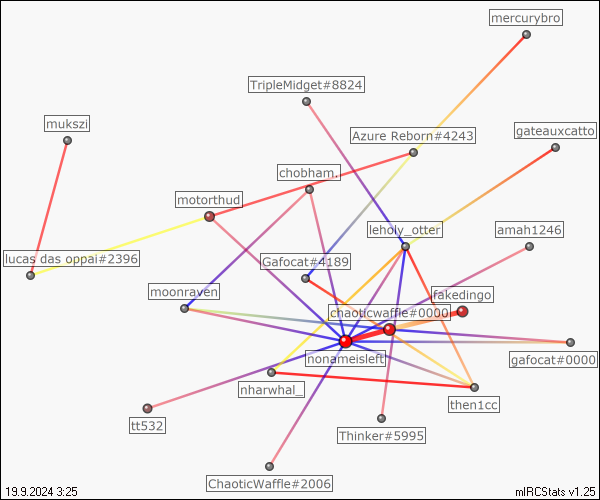 mercurybro
TripleMidget#8824
mukszi
Azure Reborn#4243
gateauxcatto
chobham.
motorthud
leholy_otter
amah1246
lucas das oppai#2396
Gafocat#4189
moonraven
fakedingo
chaoticwaffle#0000
nonameisleft
gafocat#0000
nharwhal_
then1cc
tt532
Thinker#5995
ChaoticWaffle#2006
19.9.2024 3:25
mIRCStats v1.25